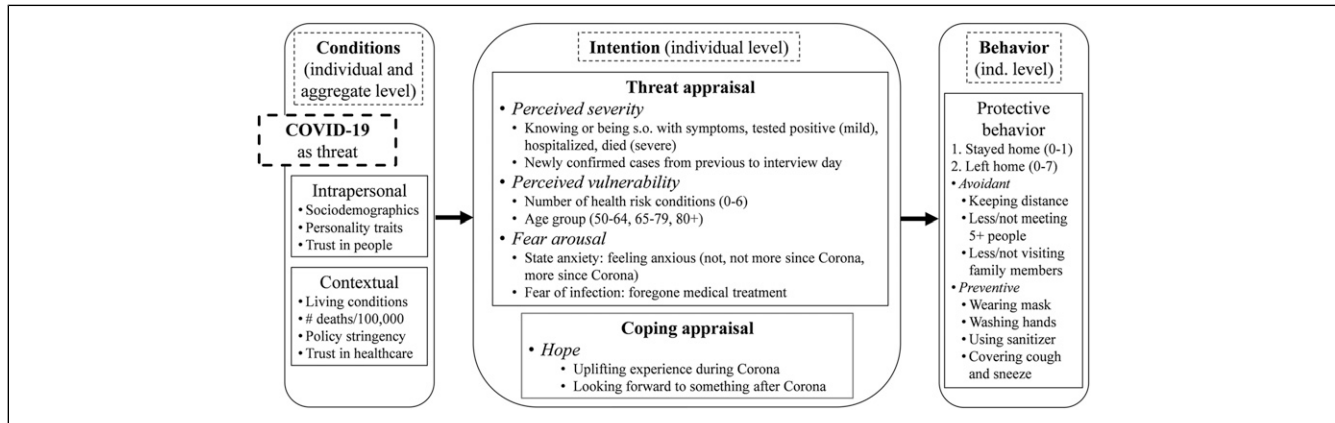 Conditions
(individual and
aggregate level)
COVID-19
as threat
Intrapersonal
• Sociodemographics
• Personality traits
• Trust in people
Contextual
• Living conditions
• # deaths/100,000
• Policy stringency
• Trust in healthcare
Intention (individual level)
Threat appraisal
• Perceived severity
• Knowing or being s.o. with symptoms, tested positive (mild),
hospitalized, died (severe)
• Newly confirmed cases from previous to interview day
• Perceived vulnerability
• Number of health risk conditions (0-6)
• Age group (50-64, 65-79, 80+)
• Fear arousal
• State anxiety: feeling anxious (not, not more since Corona,
more since Corona)
• Fear of infection: foregone medical treatment
Coping appraisal
• Hope
• Uplifting experience during Corona
• Looking forward to something after Corona
Behavior
(ind. level)
Protective
behavior
1. Stayed home (0-1)
2. Left home (0-7)
• Avoidant
• Keeping distance
• Less/not meeting
5+ people
• Less/not visiting
family members
• Preventive
• Wearing mask
• Washing hands
• Using sanitizer
• Covering cough
and sneeze